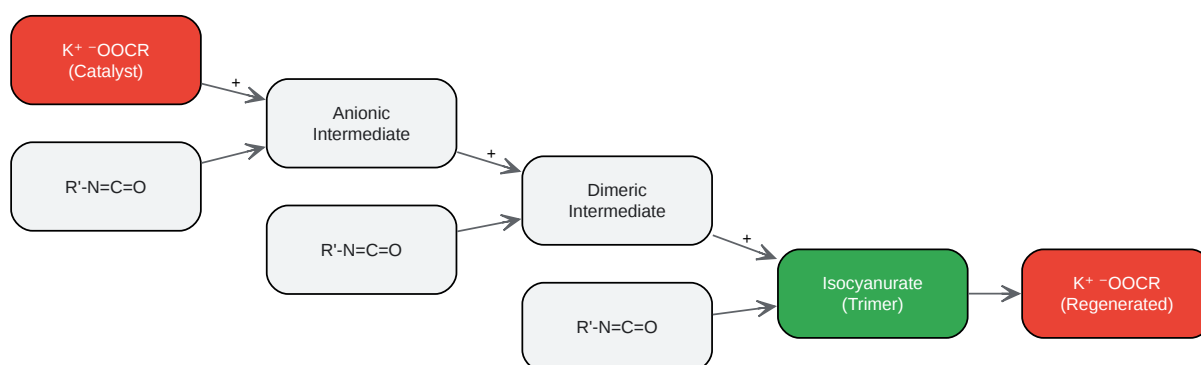 K⁺ ⁻OOCR
(Catalyst)
+
R'-N=C=O
Anionic
Intermediate
+
R'-N=C=O
Dimeric
Intermediate
+
R'-N=C=O
Isocyanurate
(Trimer)
K⁺ ⁻OOCR
(Regenerated)